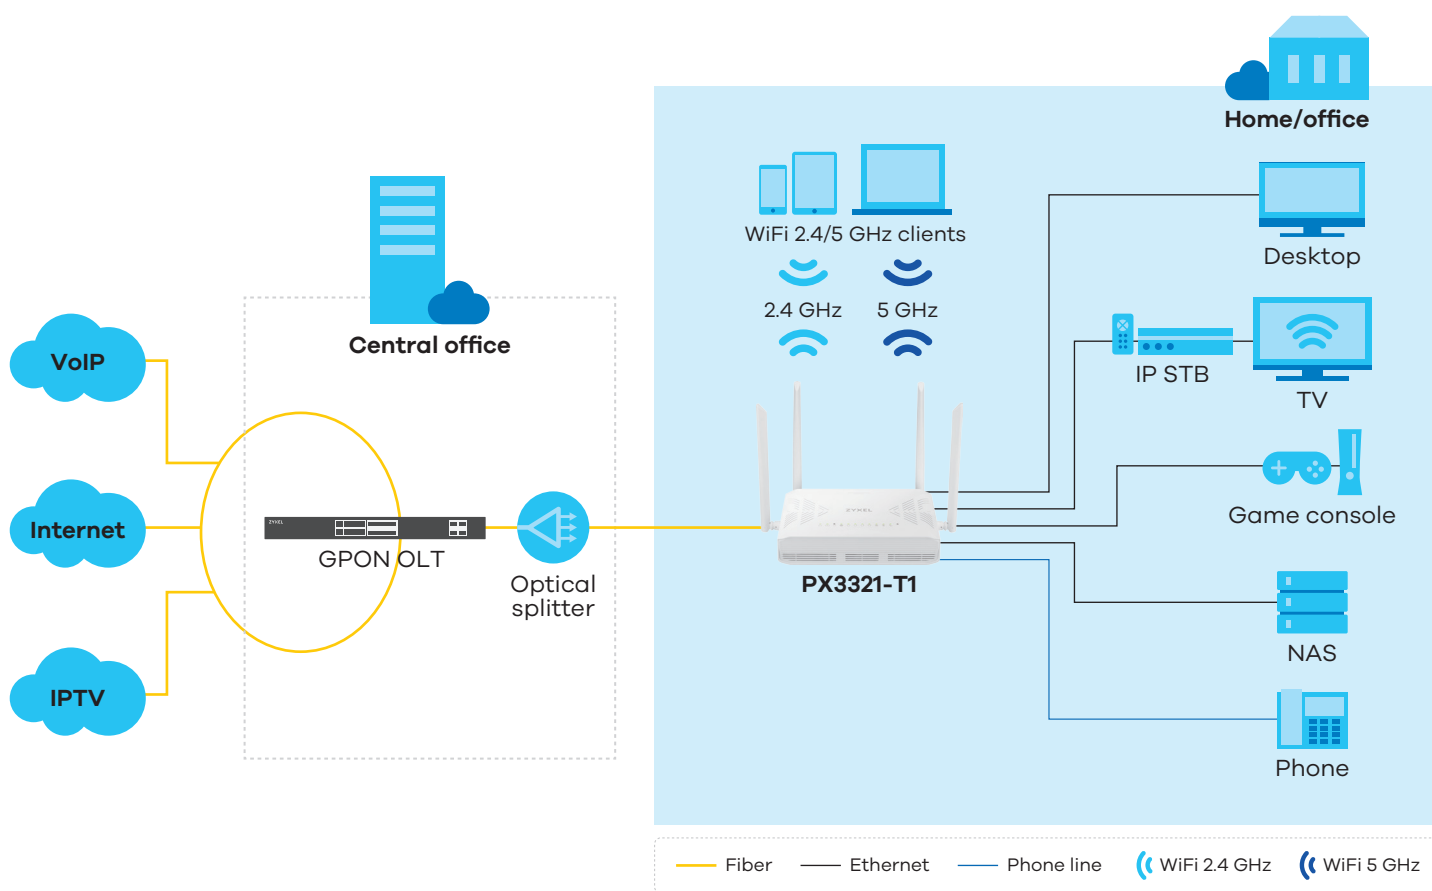 Home/office
WiFi 2.4/5 GHz clients
2.4 GHz
5 GHz
Desktop
IP STB
TV
Game console
NAS
Phone
Central office
VoIP
Internet
IPTV
ZYXEL
GPON OLT
Optical
splitter
ZYXEL
PX3321-T1
Fiber
Ethernet
Phone line
WiFi 2.4 GHz
WiFi 5 GHz